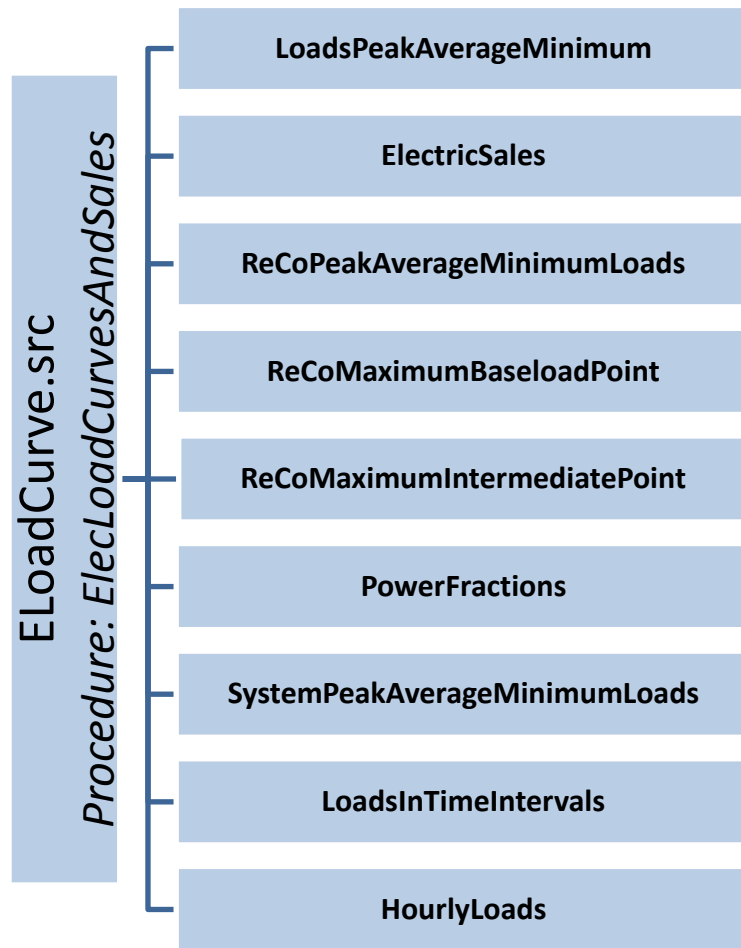 ELoadCurve.src
Procedure: ElecLoadCurvesAndSales
LoadsPeakAverageMinimum
ElectricSales
ReCoPeakAverageMinimumLoads
ReCoMaximumBaseloadPoint
ReCoMaximumIntermediatePoint
PowerFractions
SystemPeakAverageMinimumLoads
LoadsInTimeIntervals
HourlyLoads